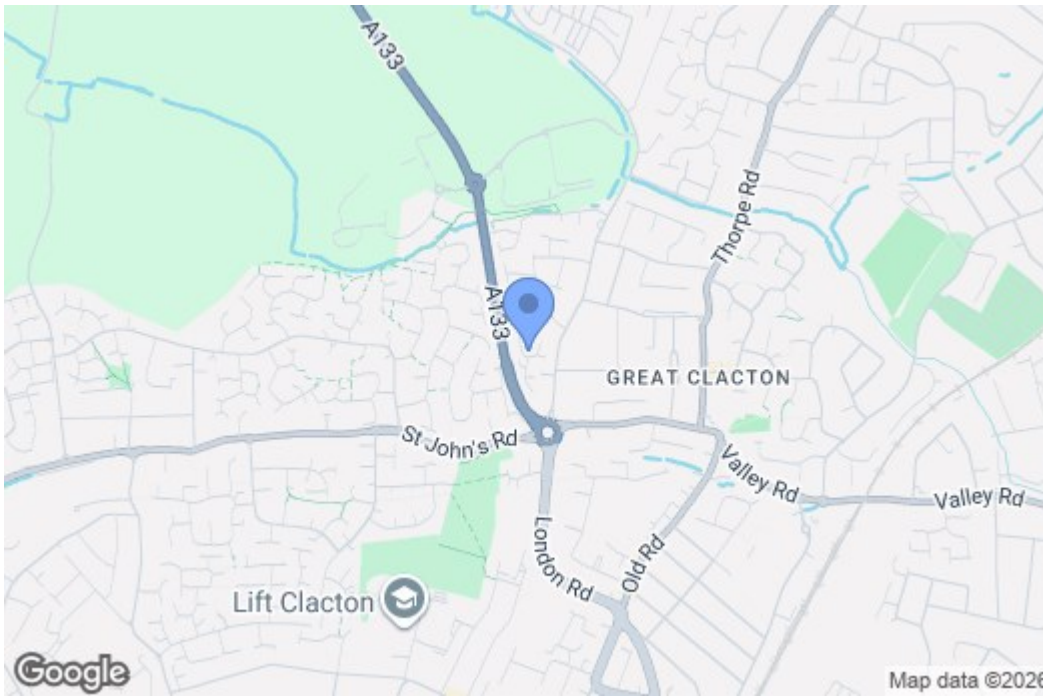 A133
Thorpe Rd
A133
GREAT CLACTON
St John's Rd
Valley Rd
Valley Rd
London Rd
Old Rd
Lift Clacton
Google
Map data ©2026